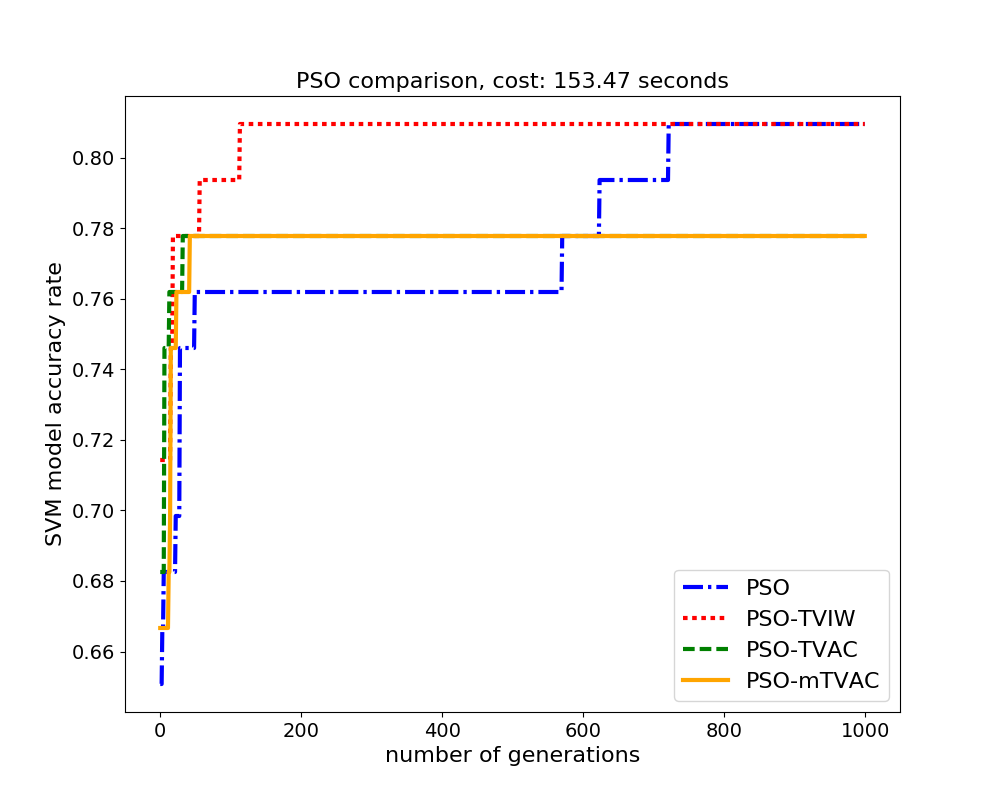 PSO comparison, cost: 153.47 seconds
SVM model accuracy rate
0.80
0.78
0.76
0.74
0.72
0.70
0.68
0.66
0 200 400 600 800 1000
number of generations
PSO
PSO-TVIW
PSO-TVAC
PSO-mTVAC